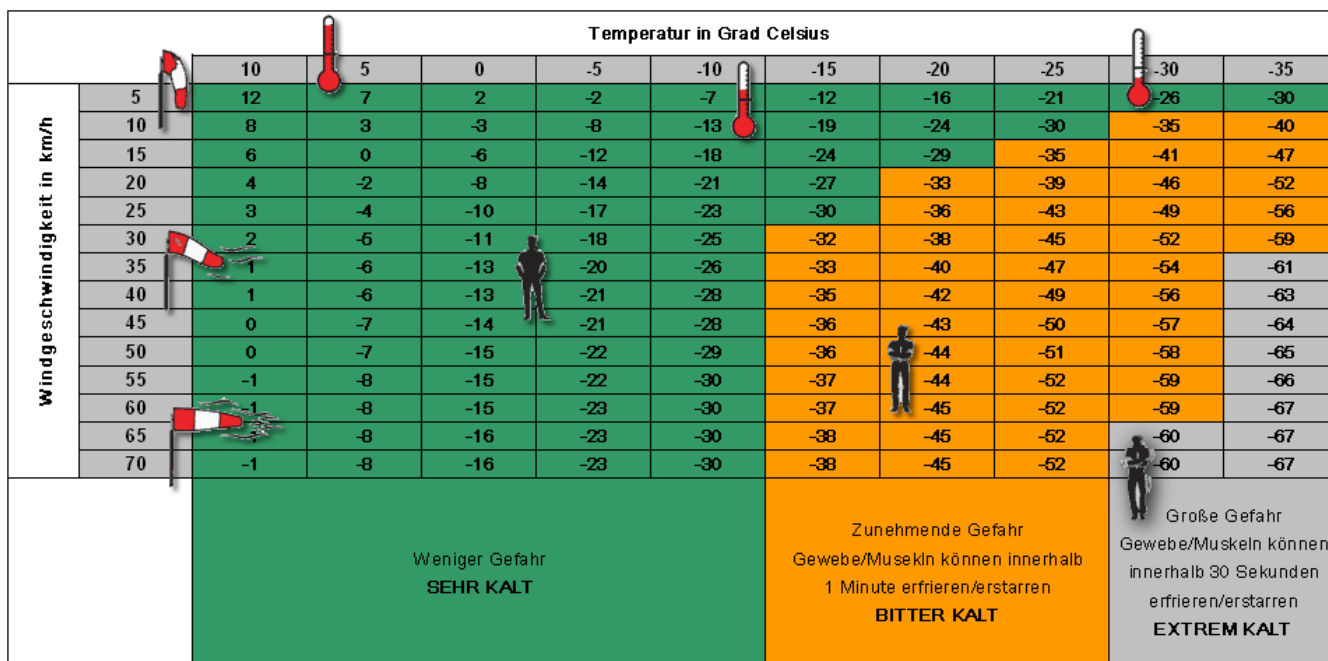 Temperatur in Grad Celsius
10 5 0 -5 -10 -15 -20 -25 -30 -35
Windgeschwindigkeit in km/h
5 12 7 2 -2 -7 -12 -16 -21 -26 -30
10 8 3 -3 -8 -13 -19 -24 -30 -35 -40
15 6 0 -6 -12 -18 -24 -29 -35 -41 -47
20 4 -2 -8 -14 -21 -27 -33 -39 -46 -52
25 3 -4 -10 -17 -23 -30 -36 -43 -49 -56
30 2 -5 -11 -18 -25 -32 -38 -45 -52 -59
35 1 -6 -13 -20 -26 -33 -40 -47 -54 -61
40 1 -6 -13 -21 -28 -35 -42 -49 -56 -63
45 0 -7 -14 -21 -28 -36 -43 -50 -57 -64
50 0 -7 -15 -22 -29 -36 -44 -51 -58 -65
55 -1 -8 -15 -22 -30 -37 -44 -52 -59 -66
60 -1 -8 -15 -23 -30 -37 -45 -52 -59 -67
65 -8 -16 -23 -30 -38 -45 -52 -60 -67
70 -1 -8 -16 -23 -30 -38 -45 -52 -60 -67
Weniger Gefahr
SEHR KALT
Zunehmende Gefahr
Gewebe/Musekln können innerhalb
1 Minute erfrieren/erstarren
BITTER KALT
Große Gefahr
Gewebe/Muskeln können
innerhalb 30 Sekunden
erfrieren/erstarren
EXTREM KALT